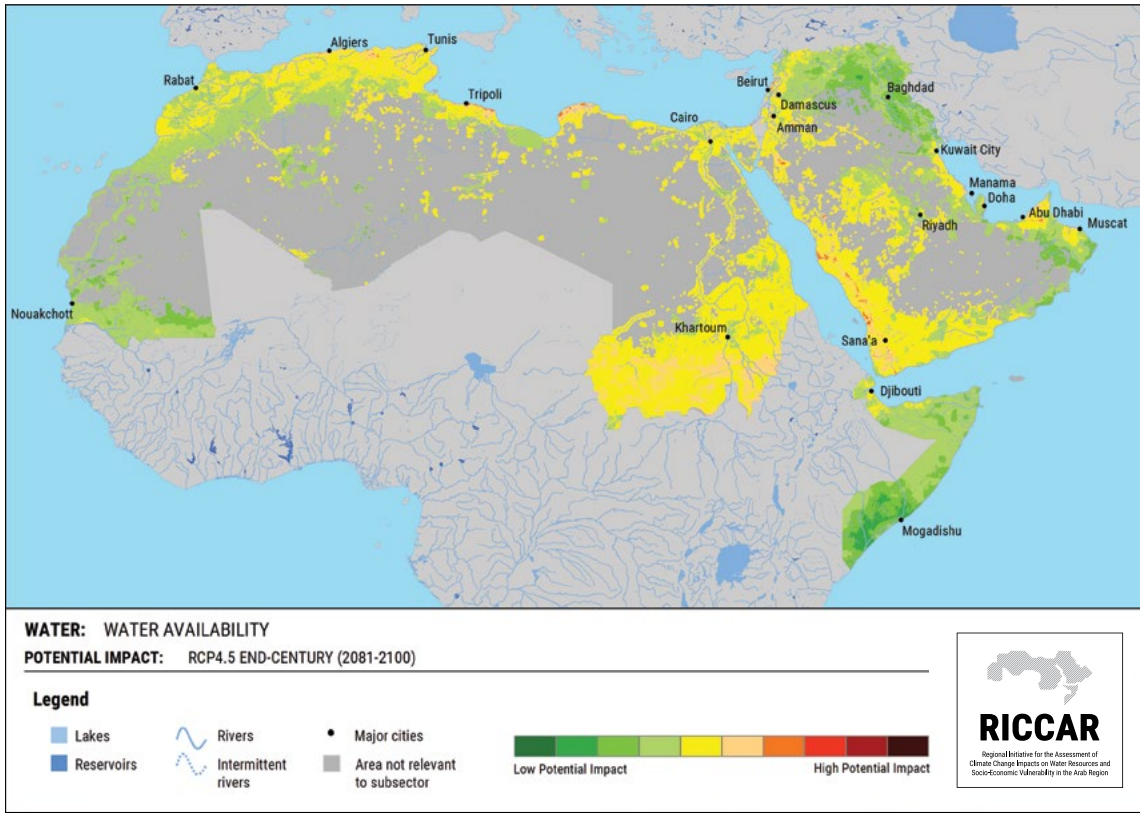 Algiers
Tunis
Rabat
Tripoli
Beirut
Baghdad
Damascus
Cairo
Amman
Kuwait City
Manama
Doha
Abu Dhabi
Muscat
Riyadh
Nouakchott
Khartoum
Sana'a
Djibouti
Mogadishu
WATER: WATER AVAILABILITY
POTENTIAL IMPACT: RCP4.5 END-CENTURY (2081-2100)
Legend
Lakes
Reservoirs
Rivers
Intermittent
rivers
Major cities
Area not relevant
to subsector
Low Potential Impact
High Potential Impact
RICCAR
Regional Initiative for the Assessment of
Climate Change Impacts on Water Resources and
Socio-Economic Vulnerability in the Arab Region